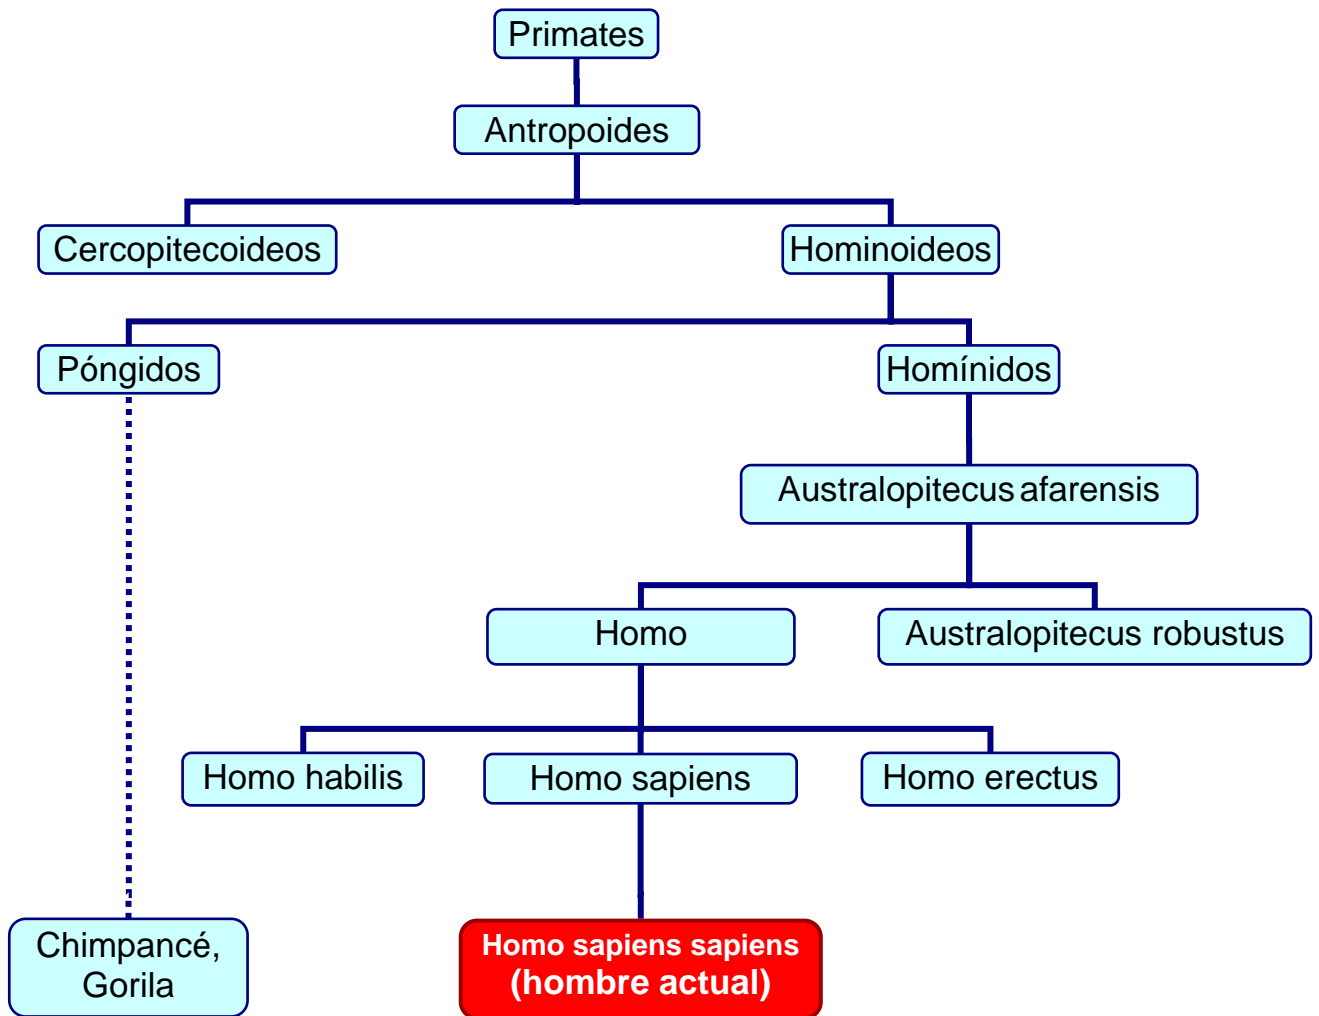 Primates
Antropoides
Cercopitecoideos
Hominoideos
Póngidos
Homínidos
Australopitecus afarensis
Homo
Australopitecus robustus
Homo habilis
Homo sapiens
Homo erectus
Chimpancé,
Gorila
Homo sapiens sapiens
(hombre actual)